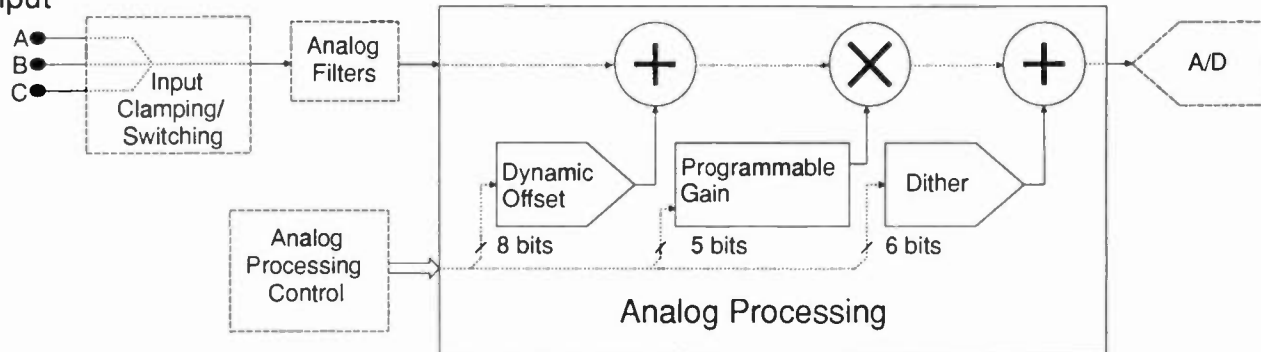 A
B
C
Input
Clamping/
Switching
Analog
Filters
A/D
Dynamic
Offset
Programmable
Gain
Dither
8 bits
5 bits
6 bits
Analog
Processing
Control
Analog Processing